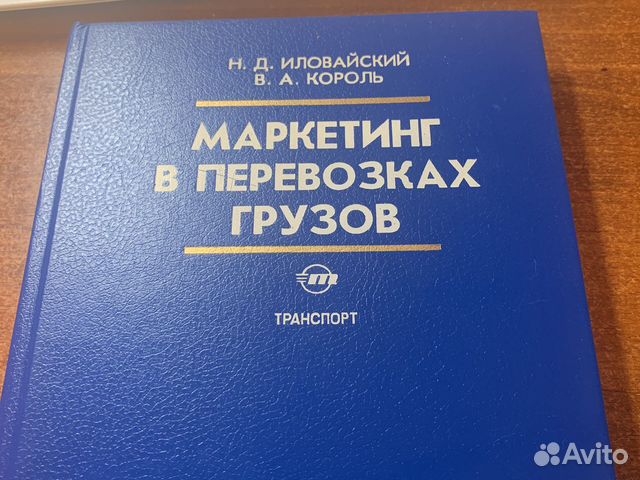 Н. Д. ИЛОВАЙСКИЙ
В. А. КОРОЛЬ
МАРКЕТИНГ
В ПЕРЕВОЗКАХ
ГРУЗОВ
m
ТРАНСПОРТ
Avito